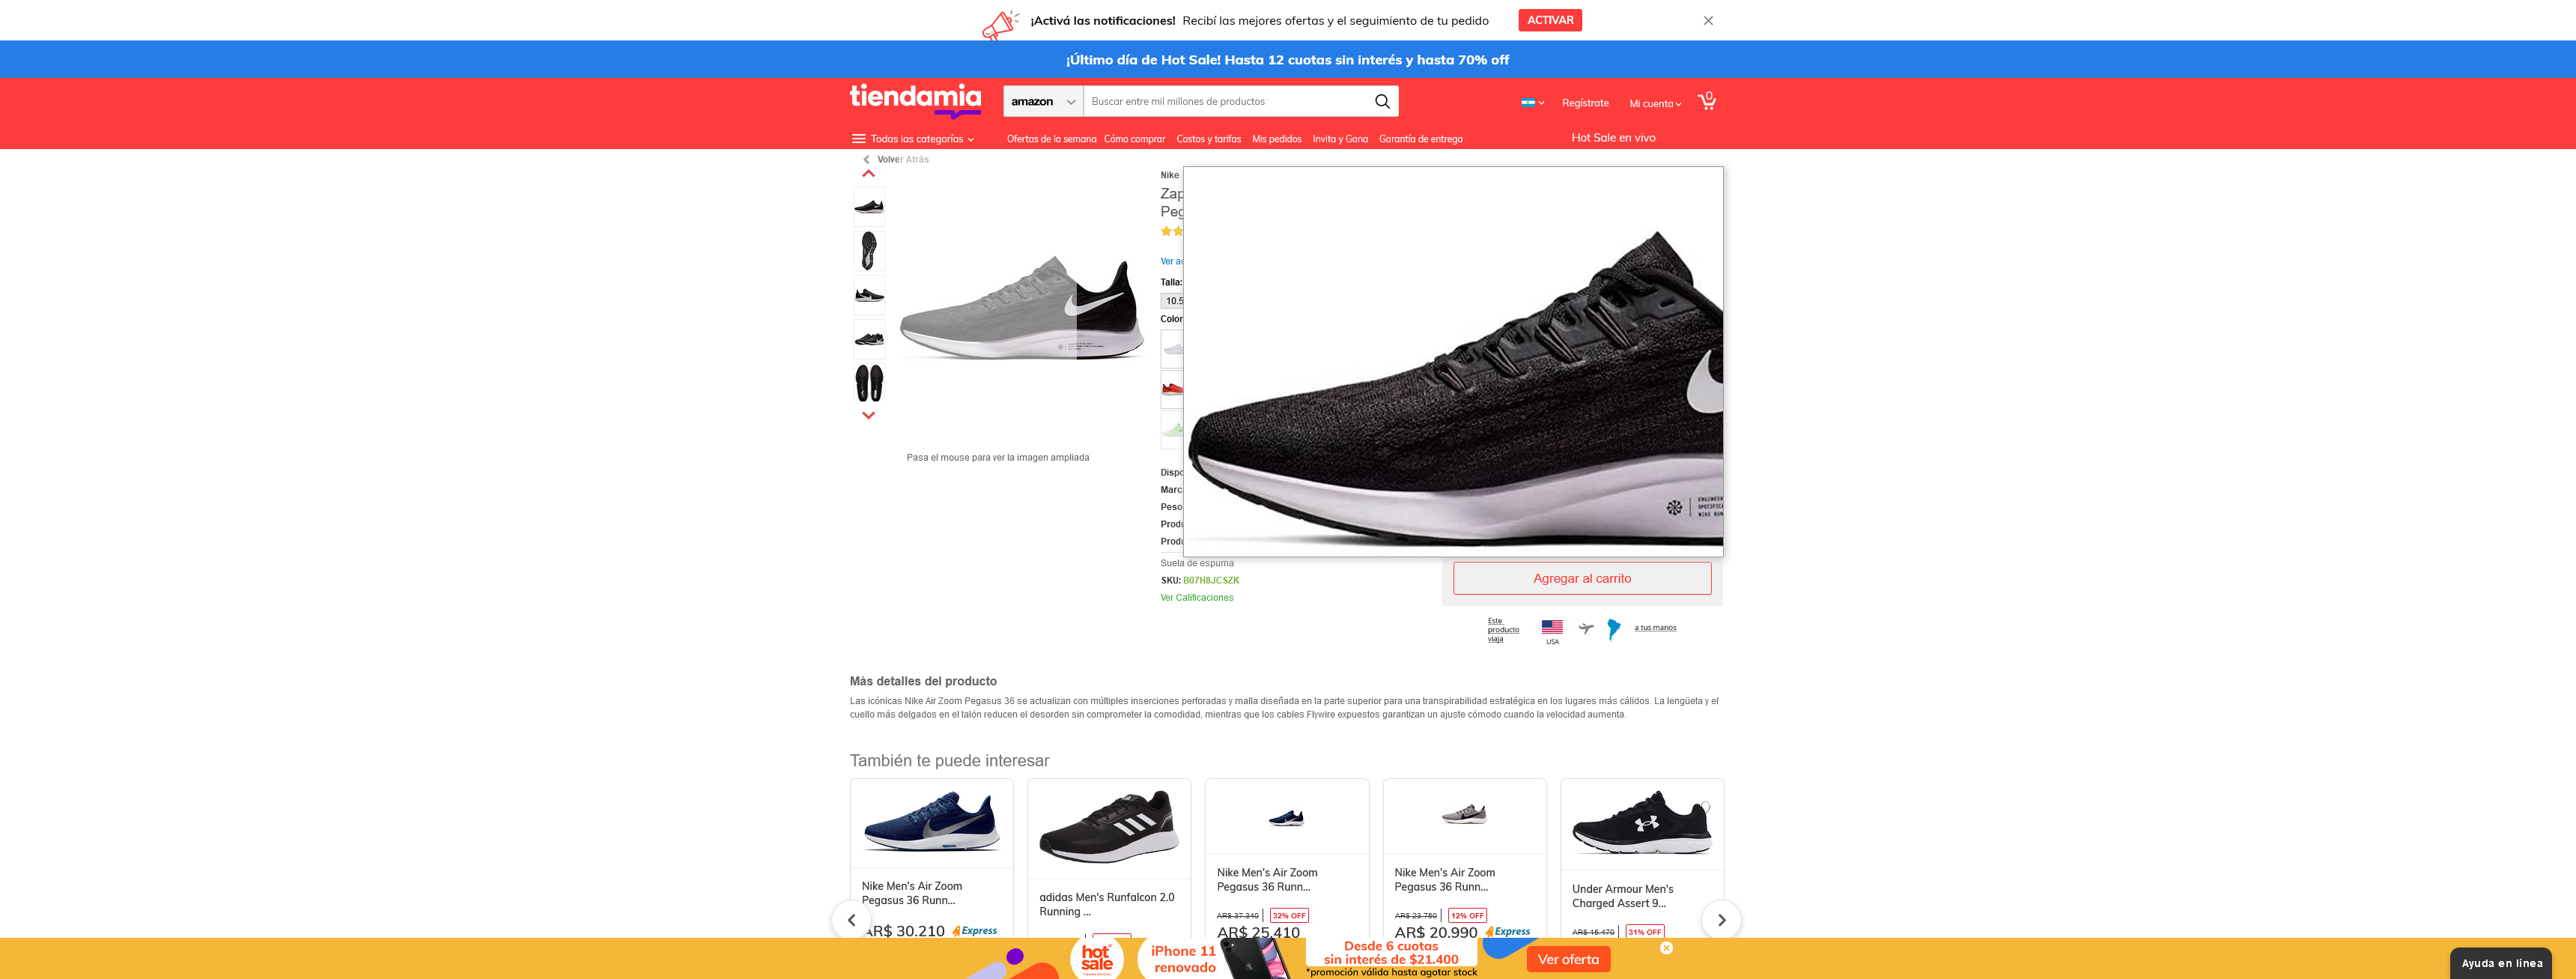 ¡Activá las notificaciones! Recibí las mejores ofertas y el seguimiento de tu pedido
ACTIVAR
¡Último día de Hot Sale! Hasta 12 cuotas sin interés y hasta 70% off
tiendamia
amazon
Buscar entre mil millones de productos
Regístrate
Mi cuenta
0
Todas las categorías
Ofertas de la semana
Cómo comprar
Costos y tarifas
Mis pedidos
Invita y Gana
Garantía de entrega
Hot Sale en vivo
Volver Atrás
Nike
Zap
Peg
Ver ac
Talla:
10.5
Color
Pasa el mouse para ver la imagen ampliada
Dispo
Marc
Peso
Produ
Produ
Suela de espuma
SKU: B07H8JCSZK
Ver Calificaciones
Agregar al carrito
Este
producto
viaja
USA
a tus manos
Más detalles del producto
Las icónicas Nike Air Zoom Pegasus 36 se actualizan con múltiples inserciones perforadas y malla diseñada en la parte superior para una transpirabilidad estratégica en los lugares más cálidos. La lengüeta y el
cuello más delgados en el talón reducen el desorden sin comprometer la comodidad, mientras que los cables Flywire expuestos garantizan un ajuste cómodo cuando la velocidad aumenta.
También te puede interesar
Nike Men's Air Zoom
Pegasus 36 Runn...
AR$ 30.210 Express
adidas Men's Runfalcon 2.0
Running ...
Nike Men's Air Zoom
Pegasus 36 Runn...
AR$ 37.340 32% OFF
AR$ 25.410
Nike Men's Air Zoom
Pegasus 36 Runn...
AR$ 23.750 12% OFF
AR$ 20.990 Express
Under Armour Men's
Charged Assert 9...
AR$ 15.470 31% OFF
hot
sale
iPhone 11
renovado
Desde 6 cuotas
sin interés de $21.400
*promoción válida hasta agotar stock
Ver oferta
Ayuda en línea